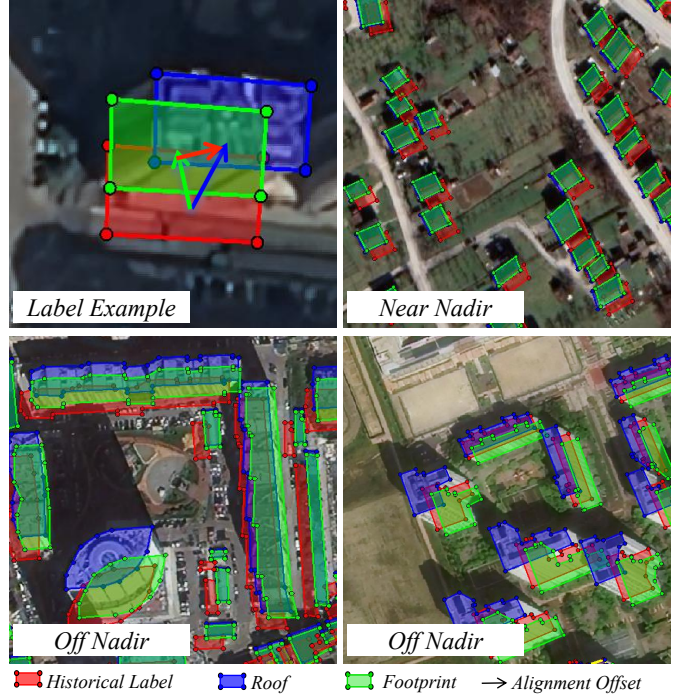 Label Example
Near Nadir
Off Nadir
Off Nadir
Historical Label
Roof
Footprint
Alignment Offset